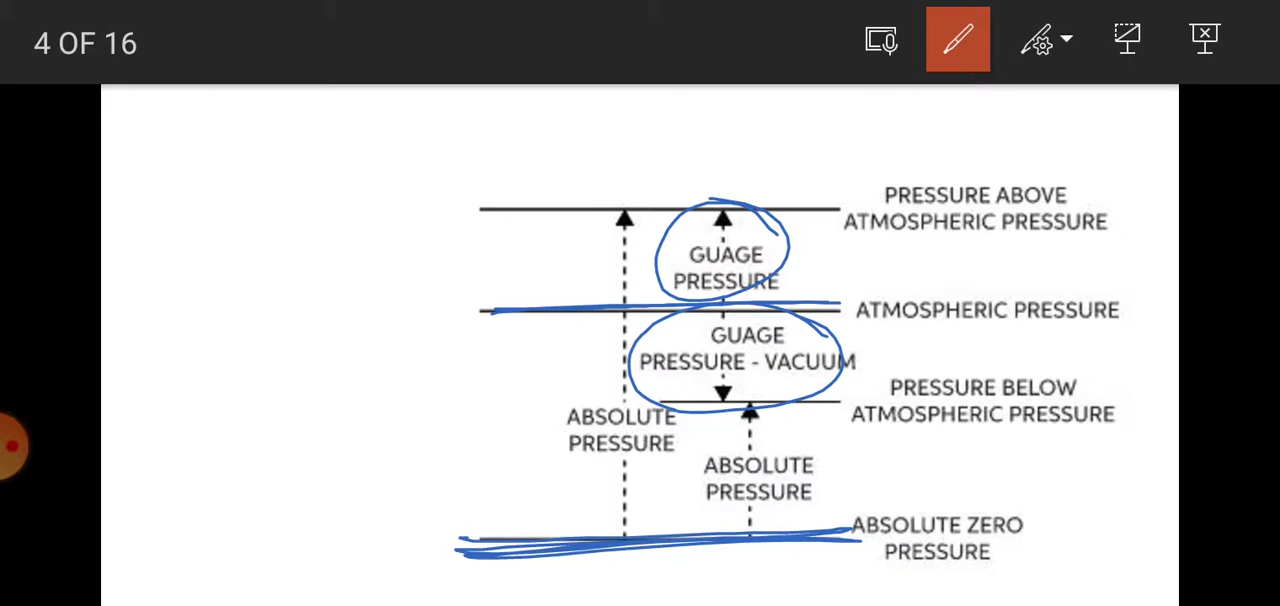 4 OF 16
PRESSURE ABOVE
ATMOSPHERIC PRESSURE
GUAGE
PRESSURE
ATMOSPHERIC PRESSURE
GUAGE
PRESSURE - VACUUM
PRESSURE BELOW
ATMOSPHERIC PRESSURE
ABSOLUTE
PRESSURE
ABSOLUTE
PRESSURE
ABSOLUTE ZERO
PRESSURE